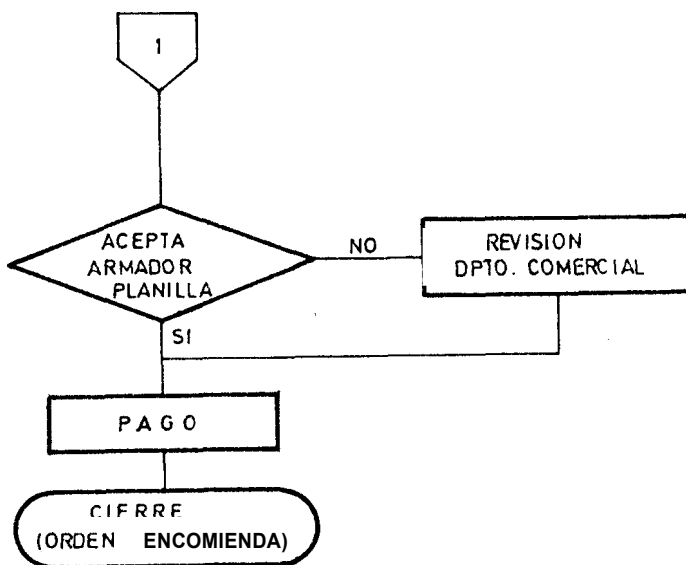 1
ACEPTA
ARMADOR
PLANILLA
NO
REVISION
DPTO. COMERCIAL
SI
PAGO
CIERRE
(ORDEN ENCOMIENDA)